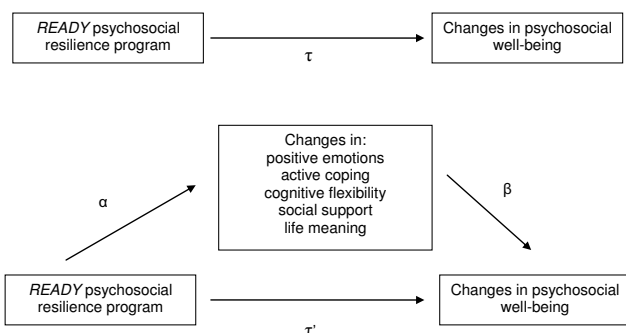 READY psychosocial
resilience program
Changes in psychosocial
well-being
τ
Changes in:
positive emotions
active coping
cognitive flexibility
social support
life meaning
α
β
READY psychosocial
resilience program
Changes in psychosocial
well-being
τ'